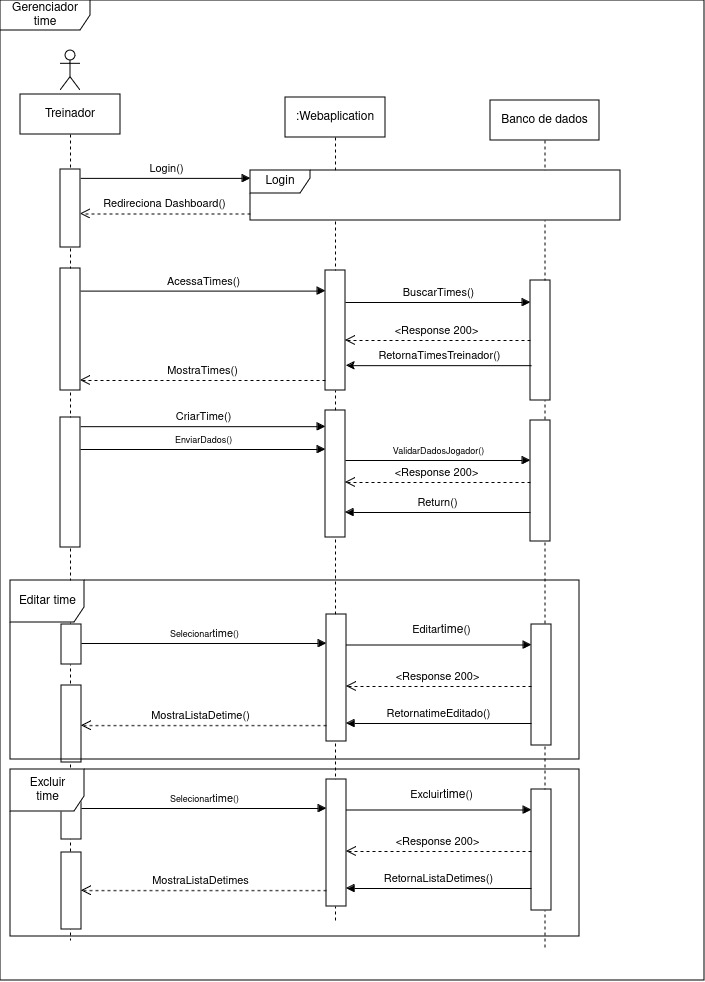 Gerenciador
time
Treinador
:Webaplication
Banco de dados
Login()
Login
Redireciona Dashboard()
AcessaTimes()
BuscarTimes()
<Response 200>
RetornaTimesTreinador()
MostraTimes()
CriarTime()
EnviarDados()
ValidarDadosJogador()
<Response 200>
Return()
Editar time
Selecionartime()
Editartime()
<Response 200>
MostraListaDetime()
RetornatimeEditado()
Excluir
time
Selecionartime()
Excluirtime()
<Response 200>
MostraListaDetimes
RetornaListaDetimes()